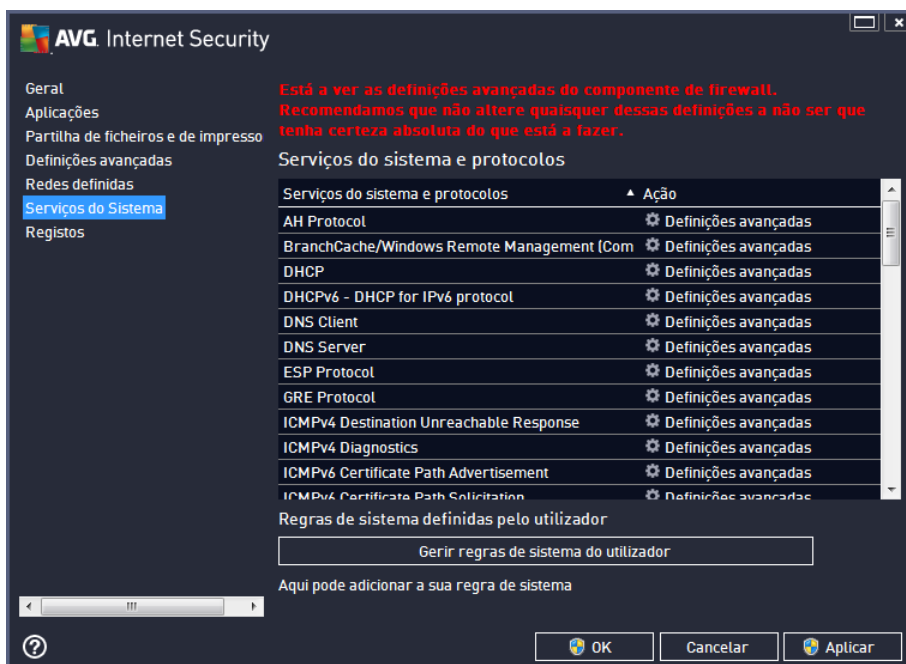 AVG. Internet Security
Geral
Aplicações
Partilha de ficheiros e de impresso
Definições avançadas
Redes definidas
Serviços do Sistema
Registos
Está a ver as definições avançadas do componente de firewall.
Recomendamos que não altere quaisquer dessas definições a não ser que
tenha certeza absoluta do que está a fazer.
Serviços do sistema e protocolos
Serviços do sistema e protocolos Ação
AH Protocol Definições avançadas
BranchCache/Windows Remote Management (Com Definições avançadas
DHCP Definições avançadas
DHCPv6 - DHCP for IPv6 protocol Definições avançadas
DNS Client Definições avançadas
DNS Server Definições avançadas
ESP Protocol Definições avançadas
GRE Protocol Definições avançadas
ICMPv4 Destination Unreachable Response Definições avançadas
ICMPv4 Diagnostics Definições avançadas
ICMPv6 Certificate Path Advertisement Definições avançadas
ICMPv6 Certificate Path Solicitation Definições avançadas
Regras de sistema definidas pelo utilizador
Gerir regras de sistema do utilizador
Aqui pode adicionar a sua regra de sistema
OK Cancelar Aplicar